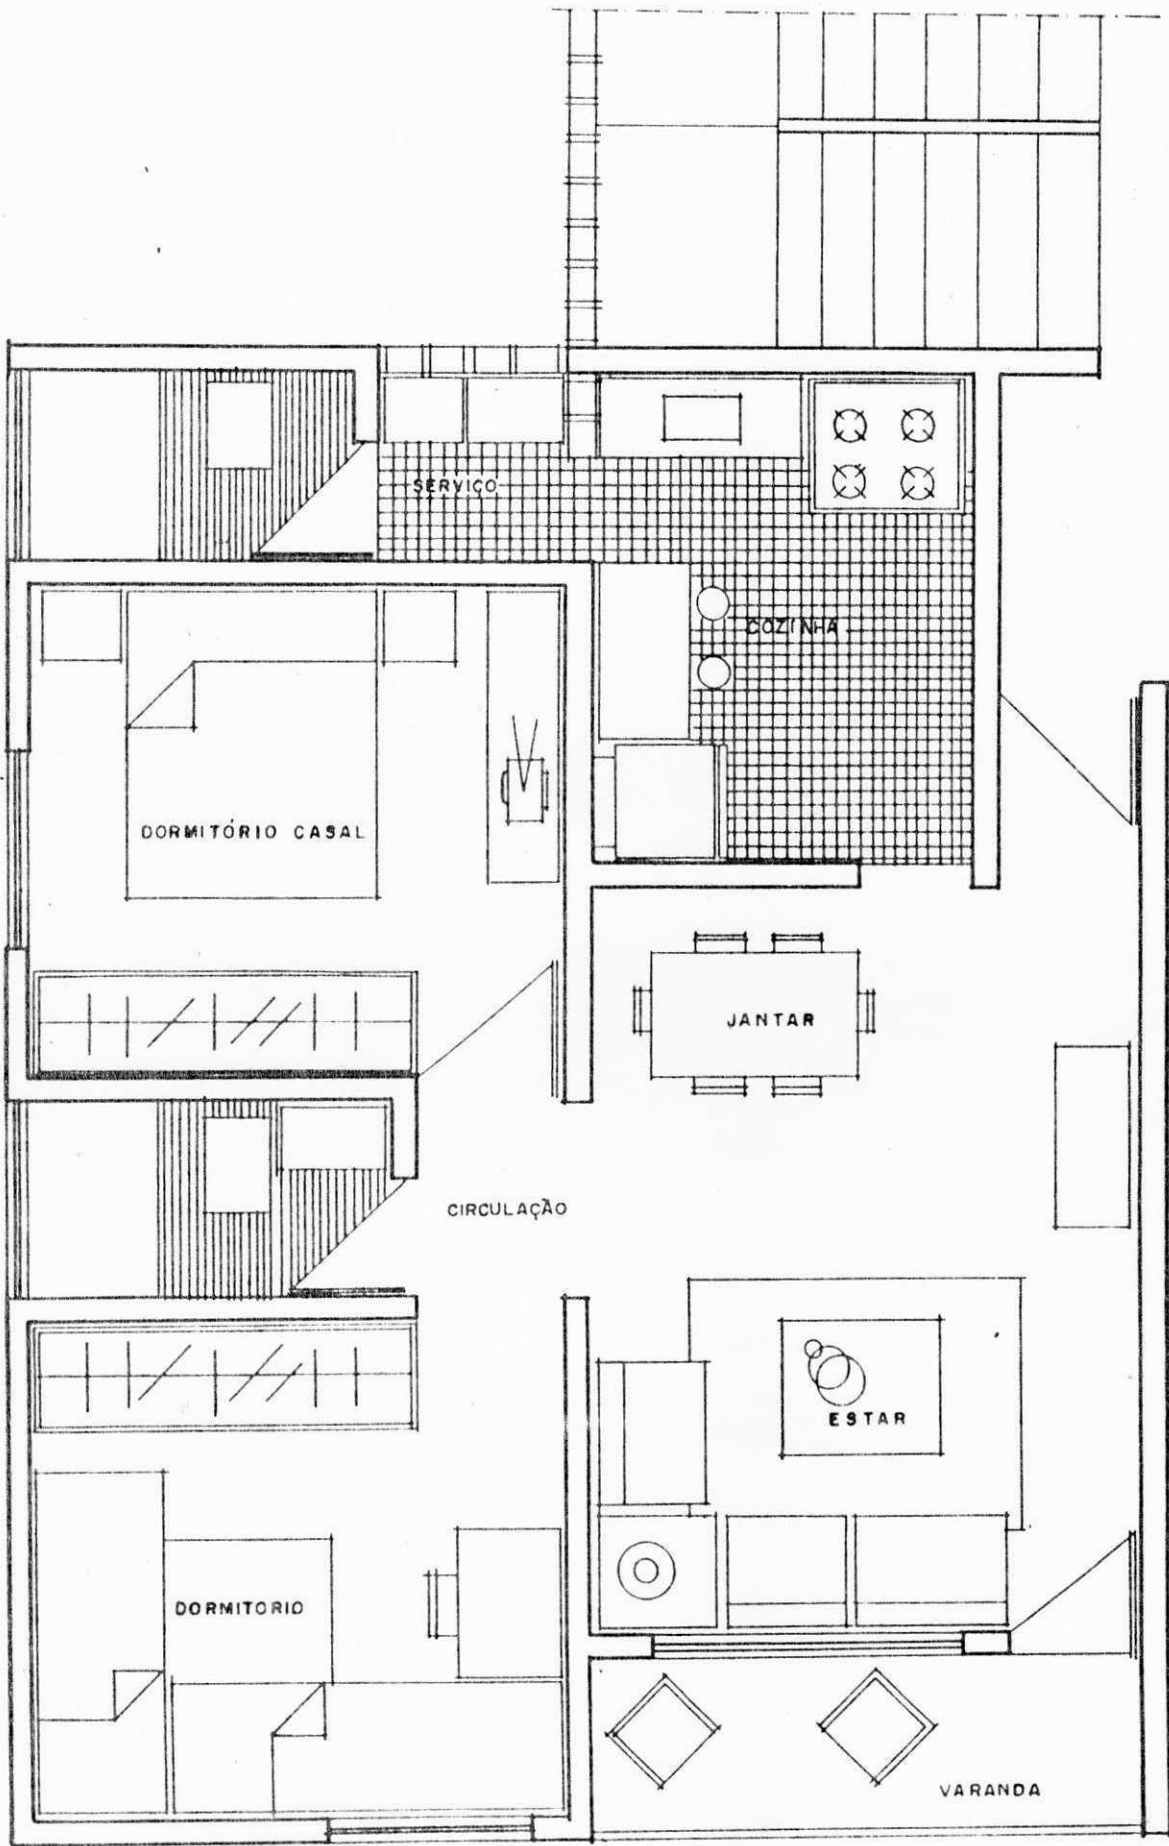 SERVIÇO
COZINHA
DORMITÓRIO CASAL
JANTAR
CIRCULAÇÃO
ESTAR
DORMITORIO
VARANDA